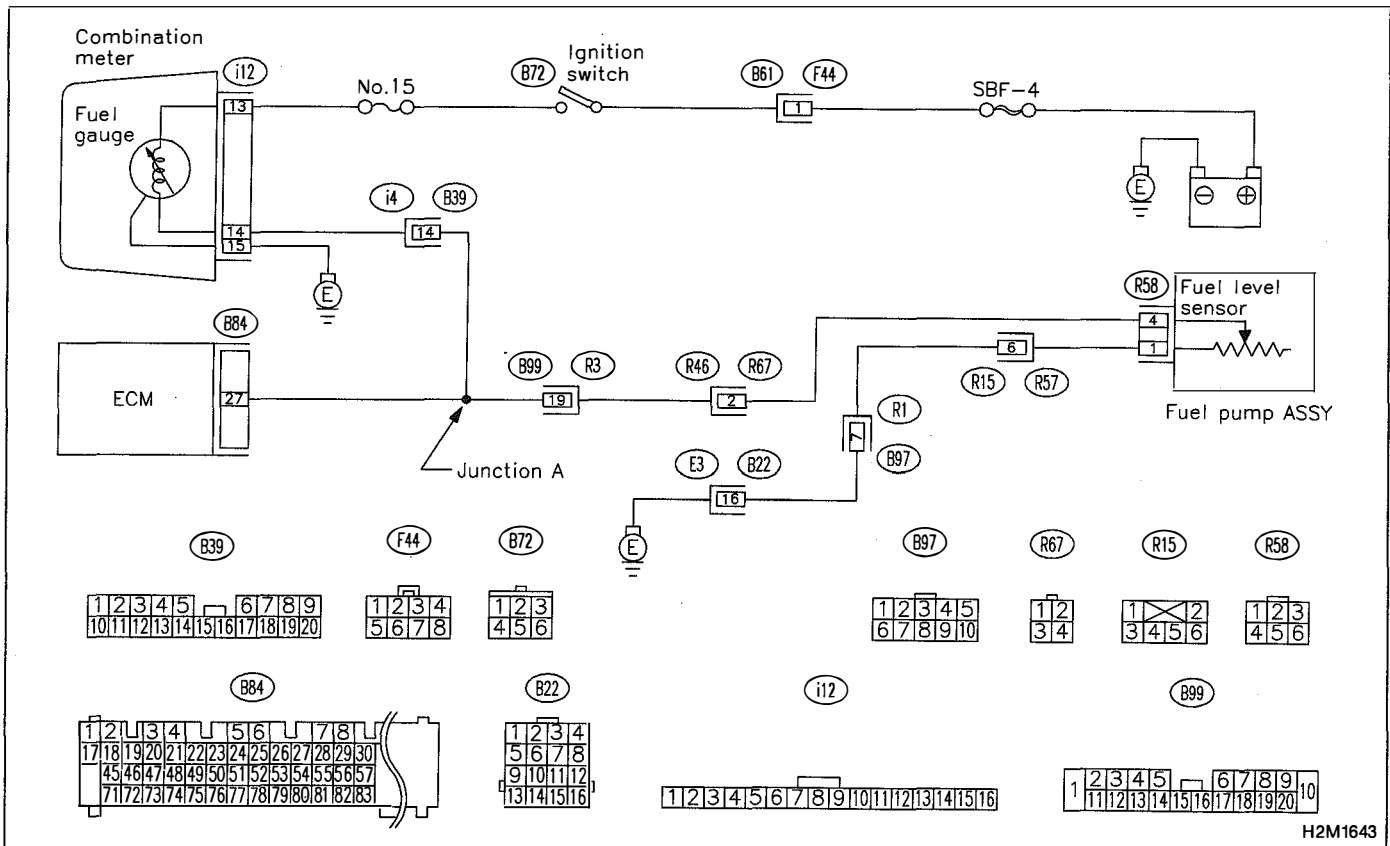 Combination
meter
i12
No.15
B72
Ignition
switch
B61
F44
SBF-4
13
1
Fuel
gauge
i4
B39
E
⊖ ⊕
14
14
15
E
R58
Fuel level
sensor
4
1
B84
B99
R3
R46
R67
6
R15
R57
ECM
27
19
2
R1
Fuel pump ASSY
7
Junction A
E3
B22
B97
16
E
B39
F44
B72
B97
R67
R15
R58
1 2 3 4 5 6 7 8 9
10 11 12 13 14 15 16 17 18 19 20
1 2 3 4
5 6 7 8
1 2 3
4 5 6
1 2 3 4 5
6 7 8 9 10
1 2
3 4
1 2
3 4 5 6
1 2 3
4 5 6
B84
B22
i12
B99
1 2 3 4 5 6 7 8
17 18 19 20 21 22 23 24 25 26 27 28 29 30
45 46 47 48 49 50 51 52 53 54 55 56 57
71 72 73 74 75 76 77 78 79 80 81 82 83
1 2 3 4
5 6 7 8
9 10 11 12
13 14 15 16
1 2 3 4 5 6 7 8 9 10 11 12 13 14 15 16
1 2 3 4 5 6 7 8 9 10
11 12 13 14 15 16 17 18 19 20
H2M1643